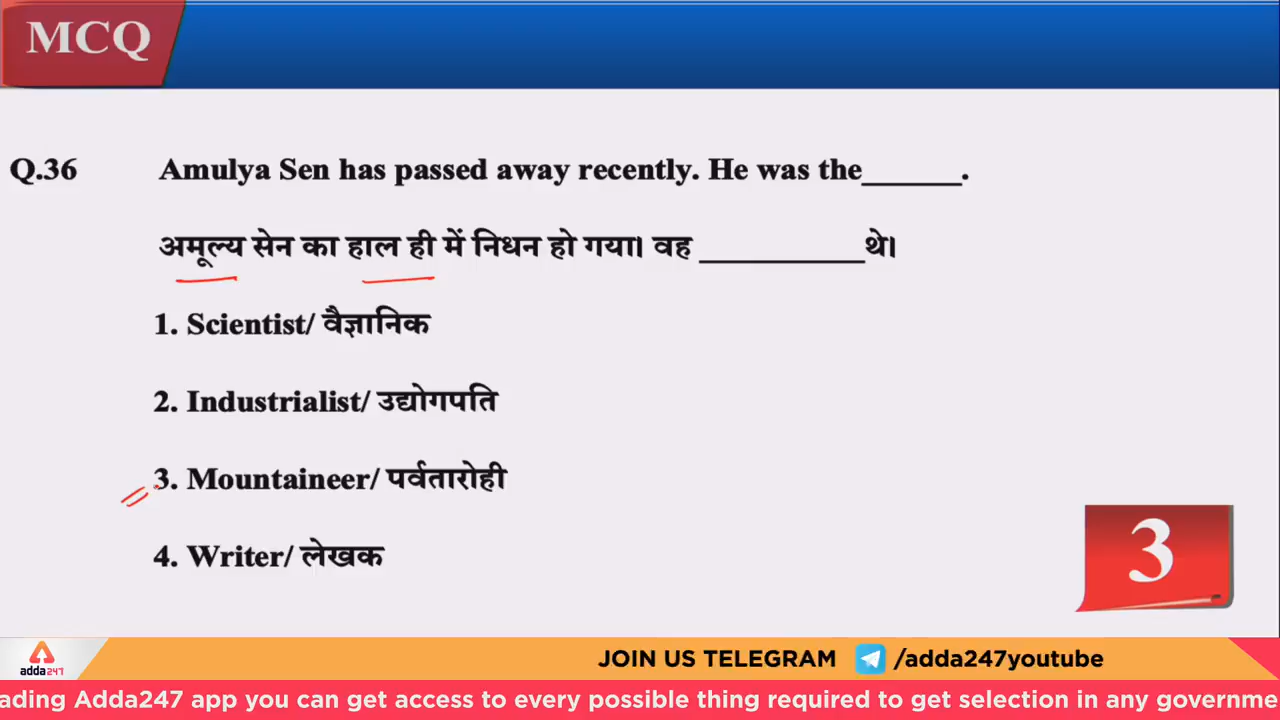 MCQ
Q.36 Amulya Sen has passed away recently. He was the______.
अमूल्य सेन का हाल ही में निधन हो गया। वह __________थे।
1. Scientist/ वैज्ञानिक
2. Industrialist/ उद्योगपति
3. Mountaineer/ पर्वतारोही
4. Writer/ लेखक
3
adda247
JOIN US TELEGRAM /adda247youtube
ading Adda247 app you can get access to every possible thing required to get selection in any governme